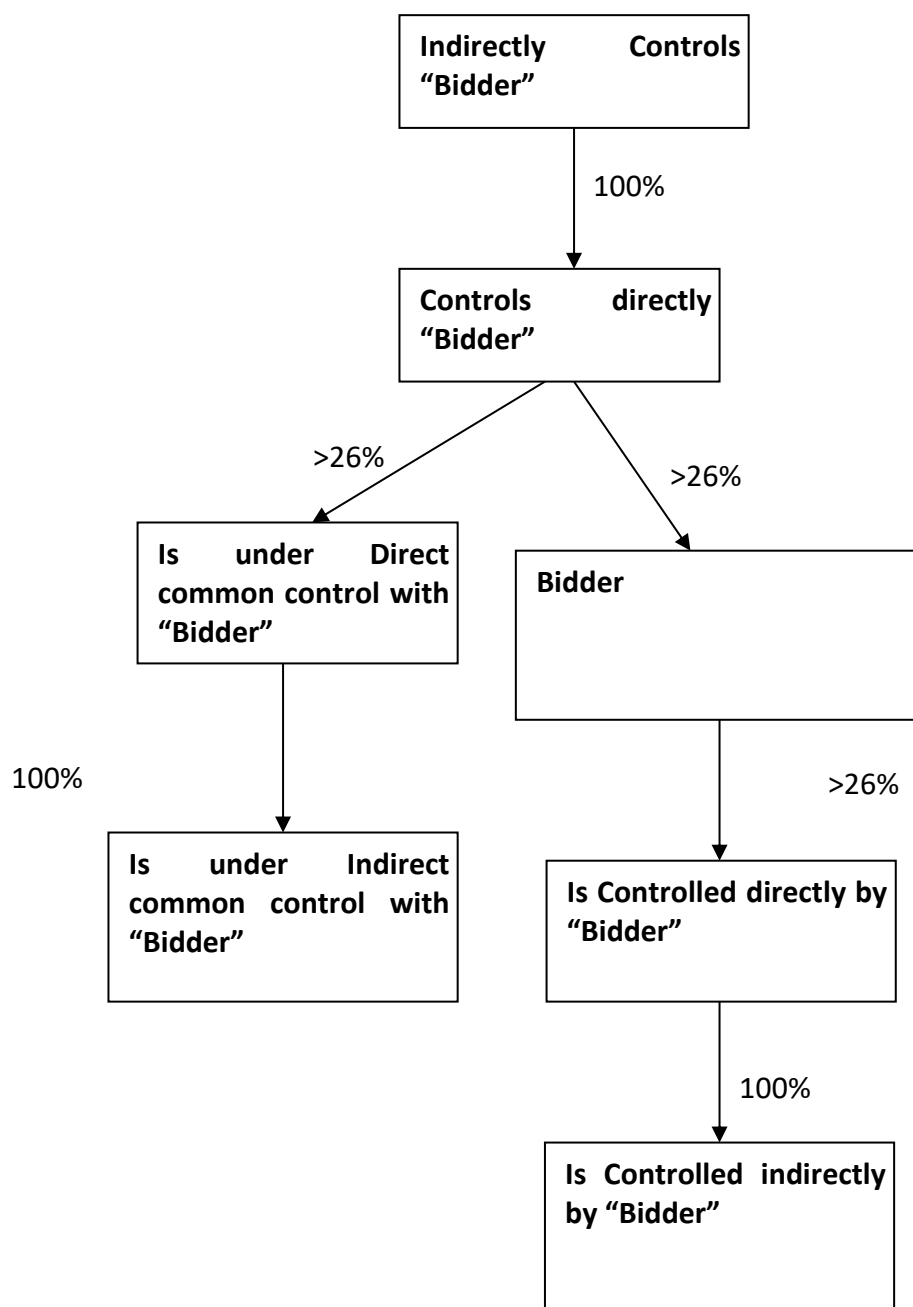 Indirectly Controls
“Bidder”
100%
Controls directly
“Bidder”
>26%
>26%
Is under Direct
common control with
“Bidder”
Bidder
100%
>26%
Is under Indirect
common control with
“Bidder”
Is Controlled directly by
“Bidder”
100%
Is Controlled indirectly
by “Bidder”